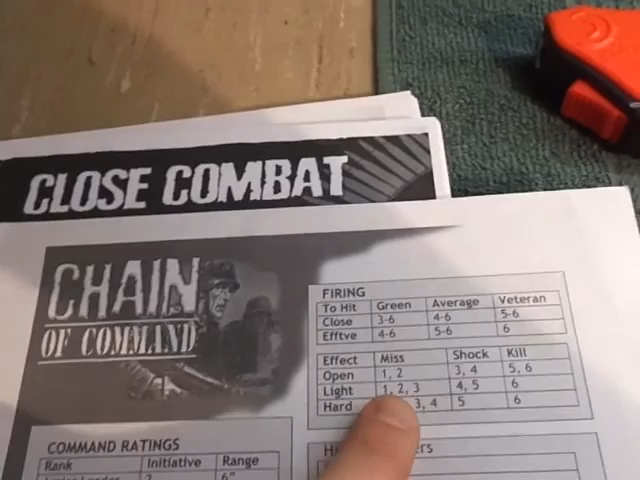 CLOSE COMBAT
CHAIN
OF COMMAND
FIRING
To Hit Green Average Veteran
Close 3-6 4-6 5-6
Efftve 4-6 5-6 6
Effect Miss Shock Kill
Open 1, 2 3, 4 5, 6
Light 1, 2, 3 4, 5 6
Hard 3, 4 5 6
COMMAND RATINGS
Rank Initiative Range